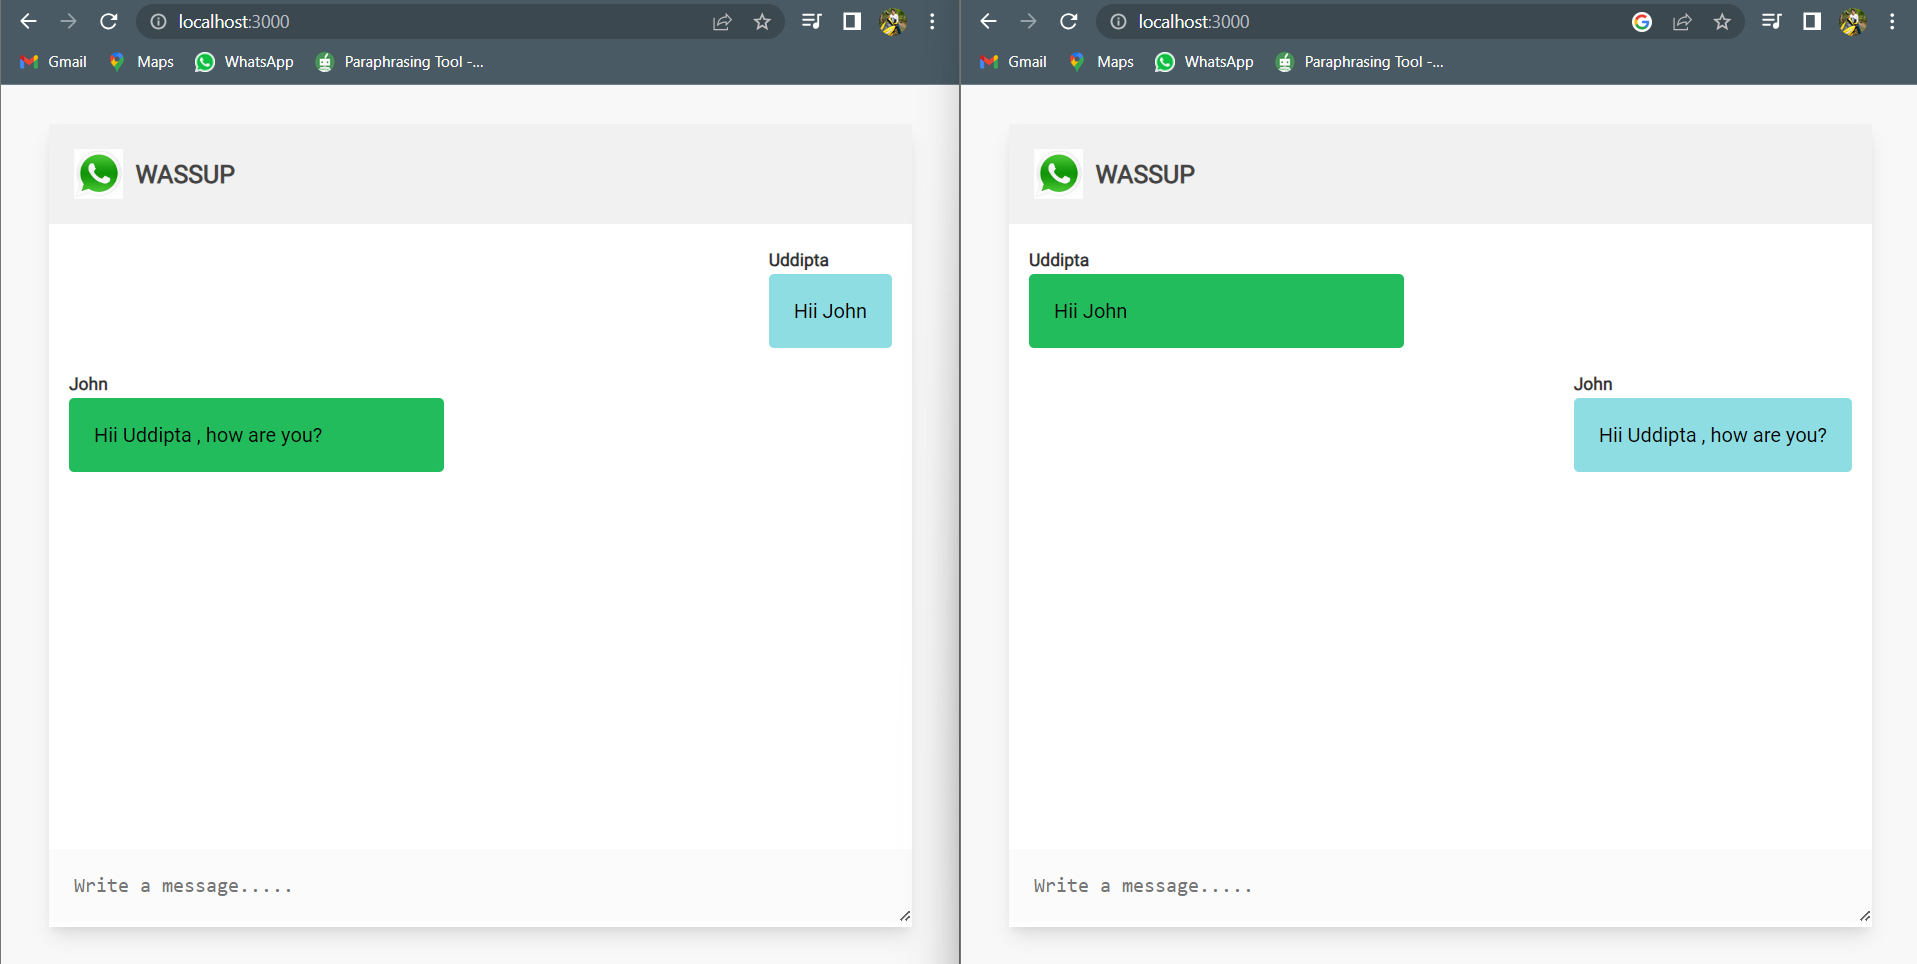 localhost:3000
Gmail Maps WhatsApp Paraphrasing Tool -...
WASSUP
Uddipta
Hii John
John
Hii Uddipta , how are you?
Write a message.....
localhost:3000
Gmail Maps WhatsApp Paraphrasing Tool -...
WASSUP
Uddipta
Hii John
John
Hii Uddipta , how are you?
Write a message.....